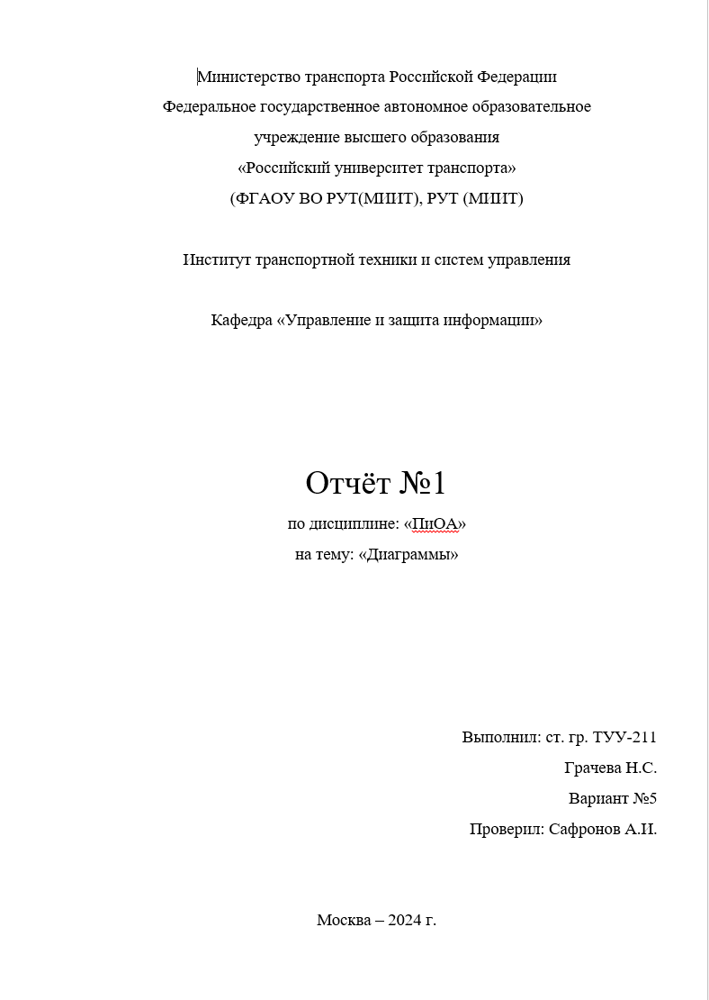 Министерство транспорта Российской Федерации
Федеральное государственное автономное образовательное
учреждение высшего образования
«Российский университет транспорта»
(ФГАОУ ВО РУТ(МИИТ), РУТ (МИИТ)
Институт транспортной техники и систем управления
Кафедра «Управление и защита информации»
Отчёт №1
по дисциплине: «ПиОА»
на тему: «Диаграммы»
Выполнил: ст. гр. ТУУ-211
Грачева Н.С.
Вариант №5
Проверил: Сафронов А.И.
Москва – 2024 г.